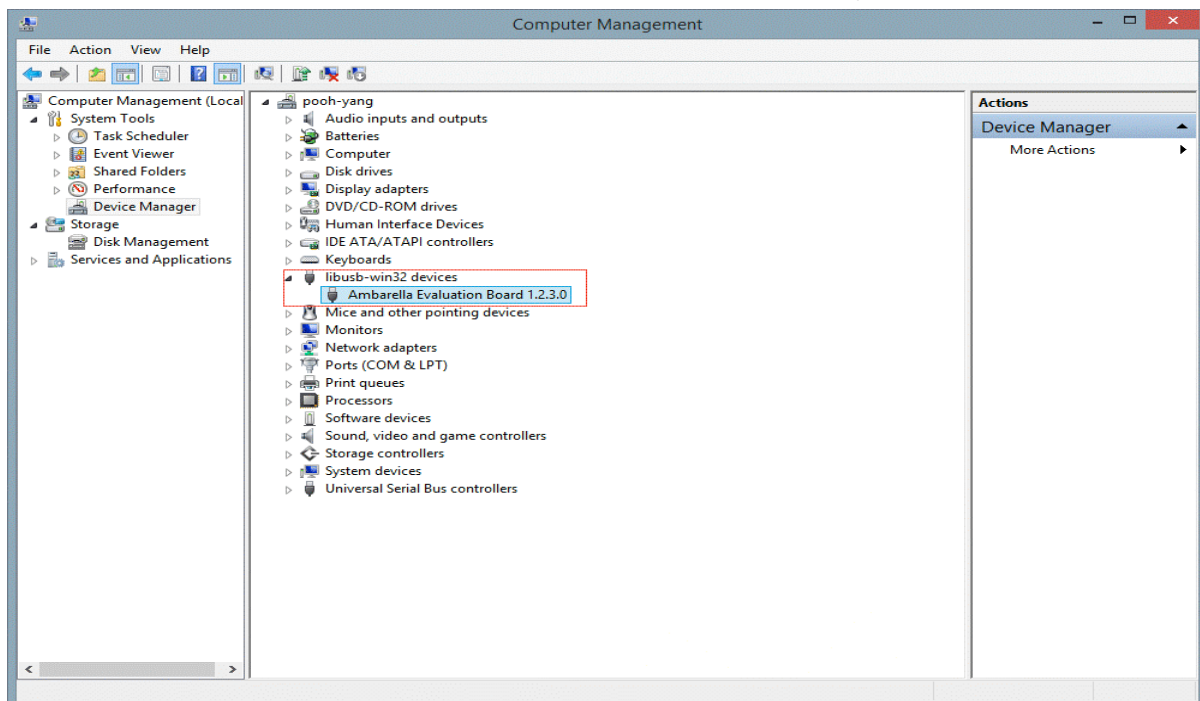 Computer Management
File Action View Help
Computer Management (Local
System Tools
Task Scheduler
Event Viewer
Shared Folders
Performance
Device Manager
Storage
Disk Management
Services and Applications
pooh-yang
Audio inputs and outputs
Batteries
Computer
Disk drives
Display adapters
DVD/CD-ROM drives
Human Interface Devices
IDE ATA/ATAPI controllers
Keyboards
libusb-win32 devices
Ambarella Evaluation Board 1.2.3.0
Mice and other pointing devices
Monitors
Network adapters
Ports (COM & LPT)
Print queues
Processors
Software devices
Sound, video and game controllers
Storage controllers
System devices
Universal Serial Bus controllers
Actions
Device Manager
More Actions